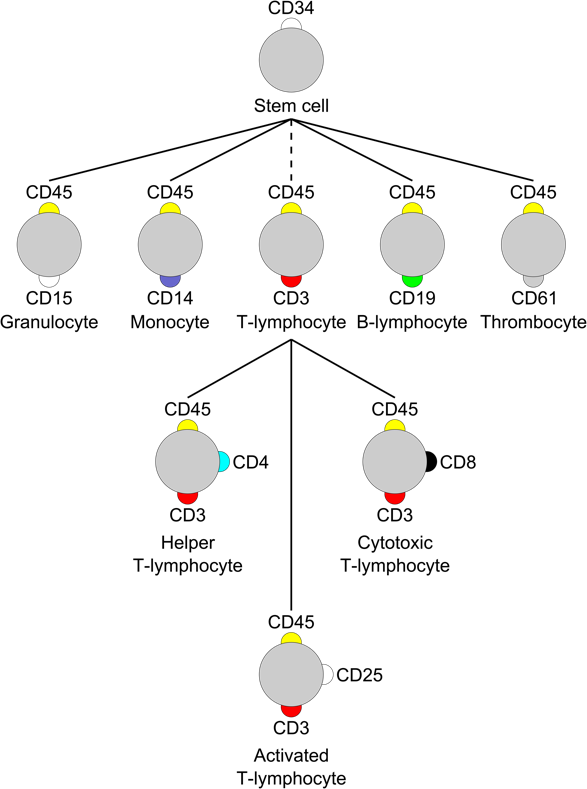 CD34
Stem cell
CD45 CD45 CD45 CD45 CD45
CD15 CD14 CD3 CD19 CD61
Granulocyte Monocyte T-lymphocyte B-lymphocyte Thrombocyte
CD45 CD45
CD4 CD8
CD3 CD3
Helper Cytotoxic
T-lymphocyte T-lymphocyte
CD45
CD25
CD3
Activated
T-lymphocyte